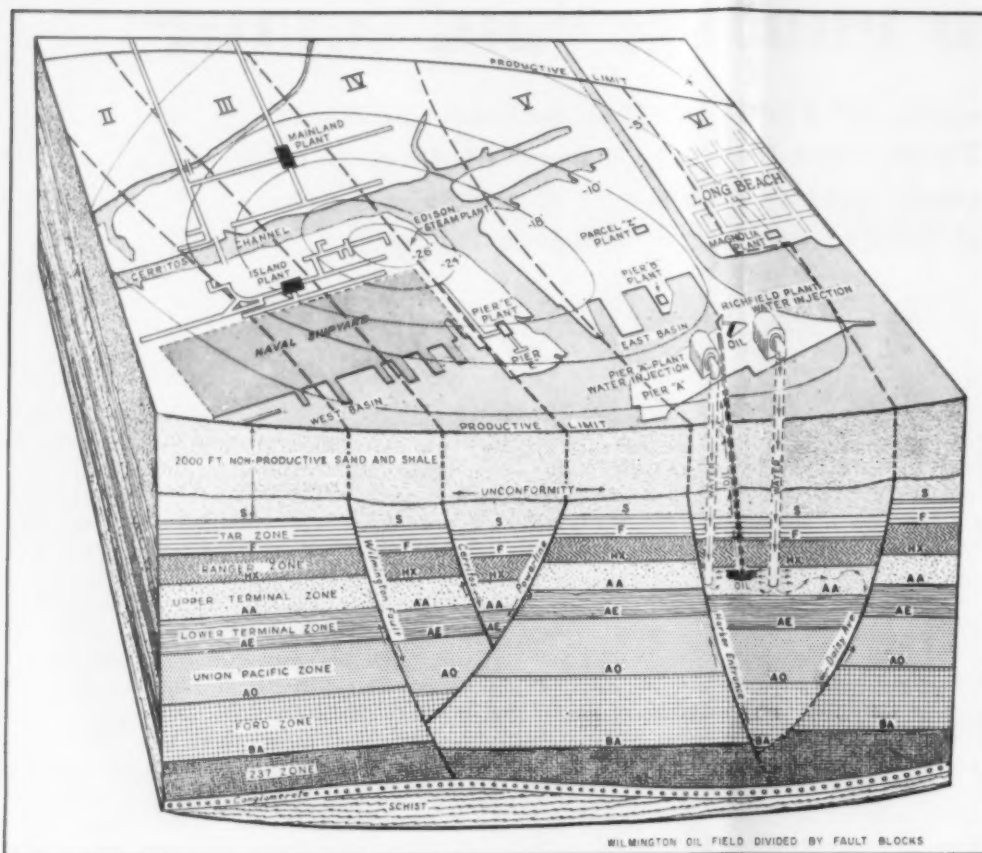 PRODUCTIVE LIMIT
II
III
IV
V
VI
MAINLAND
PLANT
-5'
LONG BEACH
MAGNOLIA
PLANT
-10'
-18'
EDISON
STEAM PLANT
-26'
-24'
PARCEL "A"
PLANT
CERRITOS
CHANNEL
ISLAND
PLANT
PIER "B"
PLANT
RICHFIELD PLANT
WATER INJECTION
OIL
NAVAL SHIPYARD
PIER "E"
PLANT
PIER
EAST BASIN
PIER "A" PLANT
WATER INJECTION
PIER "A"
WEST BASIN
PRODUCTIVE LIMIT
2000 FT. NON-PRODUCTIVE SAND AND SHALE
UNCONFORMITY
WATER
OIL
WATER
S
S
S
S
S
TAR ZONE
F
F
F
F
F
F
RANGER ZONE
HX
HX
HX
HX
HX
HX
UPPER TERMINAL ZONE
AA
AA
AA
AA
OIL
AA
AA
LOWER TERMINAL ZONE
AE
AE
AE
AE
AE
UNION PACIFIC ZONE
AO
AO
AO
AO
AO
FORD ZONE
BA
BA
BA
BA
237 ZONE
Wilmington Fault
Cerritos
Powerline
Harbor Entrance
Daisy Ave.
Conglomerate
SCHIST
WILMINGTON OIL FIELD DIVIDED BY FAULT BLOCKS